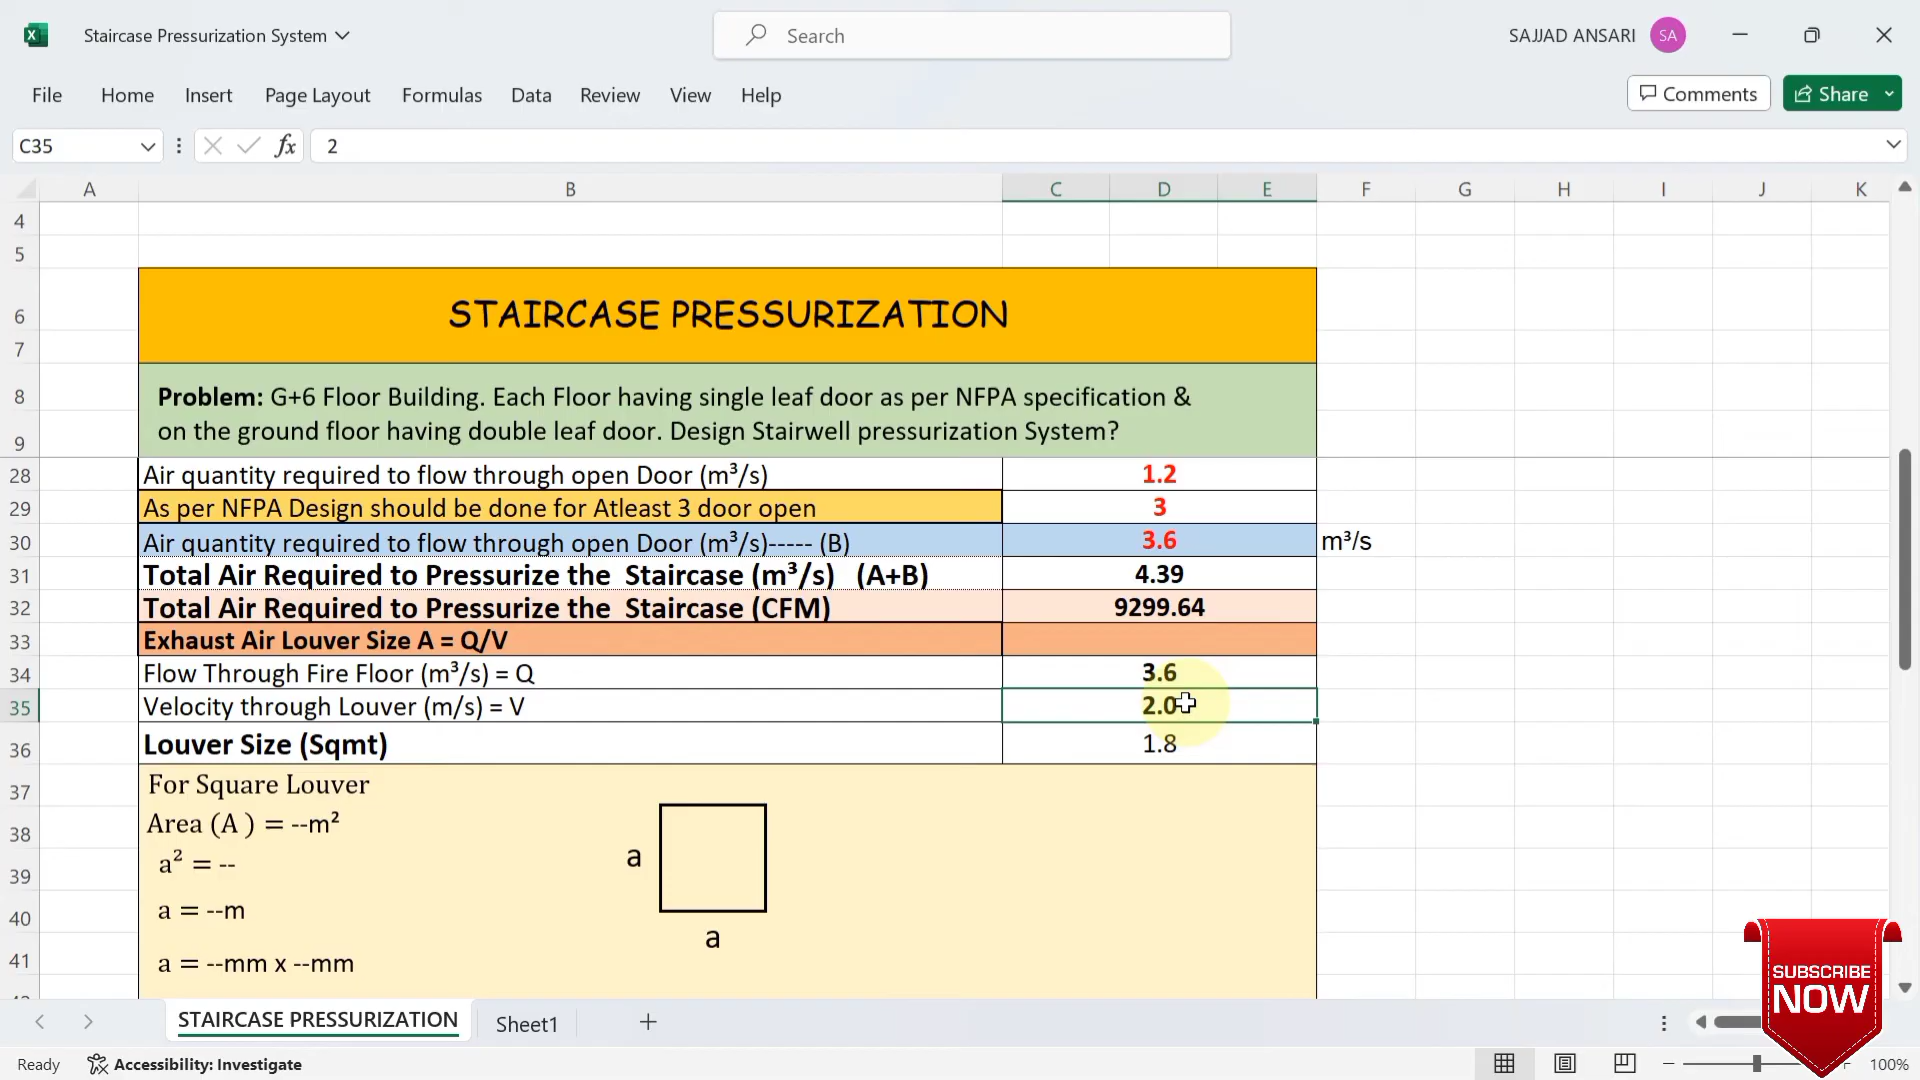 Staircase Pressurization System
Search
SAJJAD ANSARI SA
File Home Insert Page Layout Formulas Data Review View Help
Comments Share
C35 fx 2
A B C D E F G H I J K
4
5
6 STAIRCASE PRESSURIZATION
7
8 Problem: G+6 Floor Building. Each Floor having single leaf door as per NFPA specification &
9 on the ground floor having double leaf door. Design Stairwell pressurization System?
28 Air quantity required to flow through open Door (m³/s) 1.2
29 As per NFPA Design should be done for Atleast 3 door open 3
30 Air quantity required to flow through open Door (m³/s)----- (B) 3.6 m³/s
31 Total Air Required to Pressurize the Staircase (m³/s) (A+B) 4.39
32 Total Air Required to Pressurize the Staircase (CFM) 9299.64
33 Exhaust Air Louver Size A = Q/V
34 Flow Through Fire Floor (m³/s) = Q 3.6
35 Velocity through Louver (m/s) = V 2.0
36 Louver Size (Sqmt) 1.8
37 For Square Louver
38 Area (A ) = --m²
39 a² = -- a
40 a = --m a
41 a = --mm x --mm
SUBSCRIBE
NOW
STAIRCASE PRESSURIZATION Sheet1
Ready Accessibility: Investigate 100%